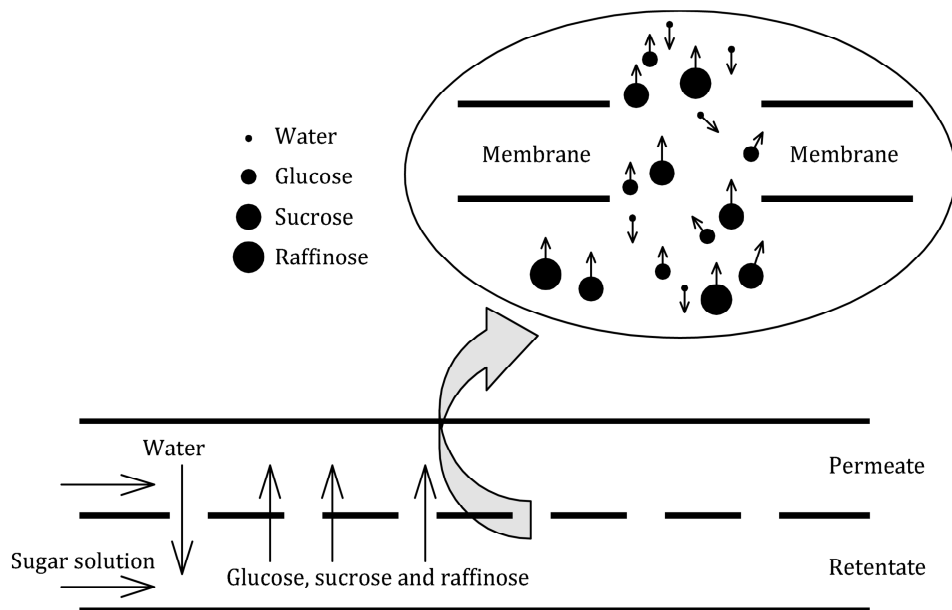 Water
Glucose
Sucrose
Raffinose
Membrane
Membrane
Water
Permeate
Sugar solution
Glucose, sucrose and raffinose
Retentate